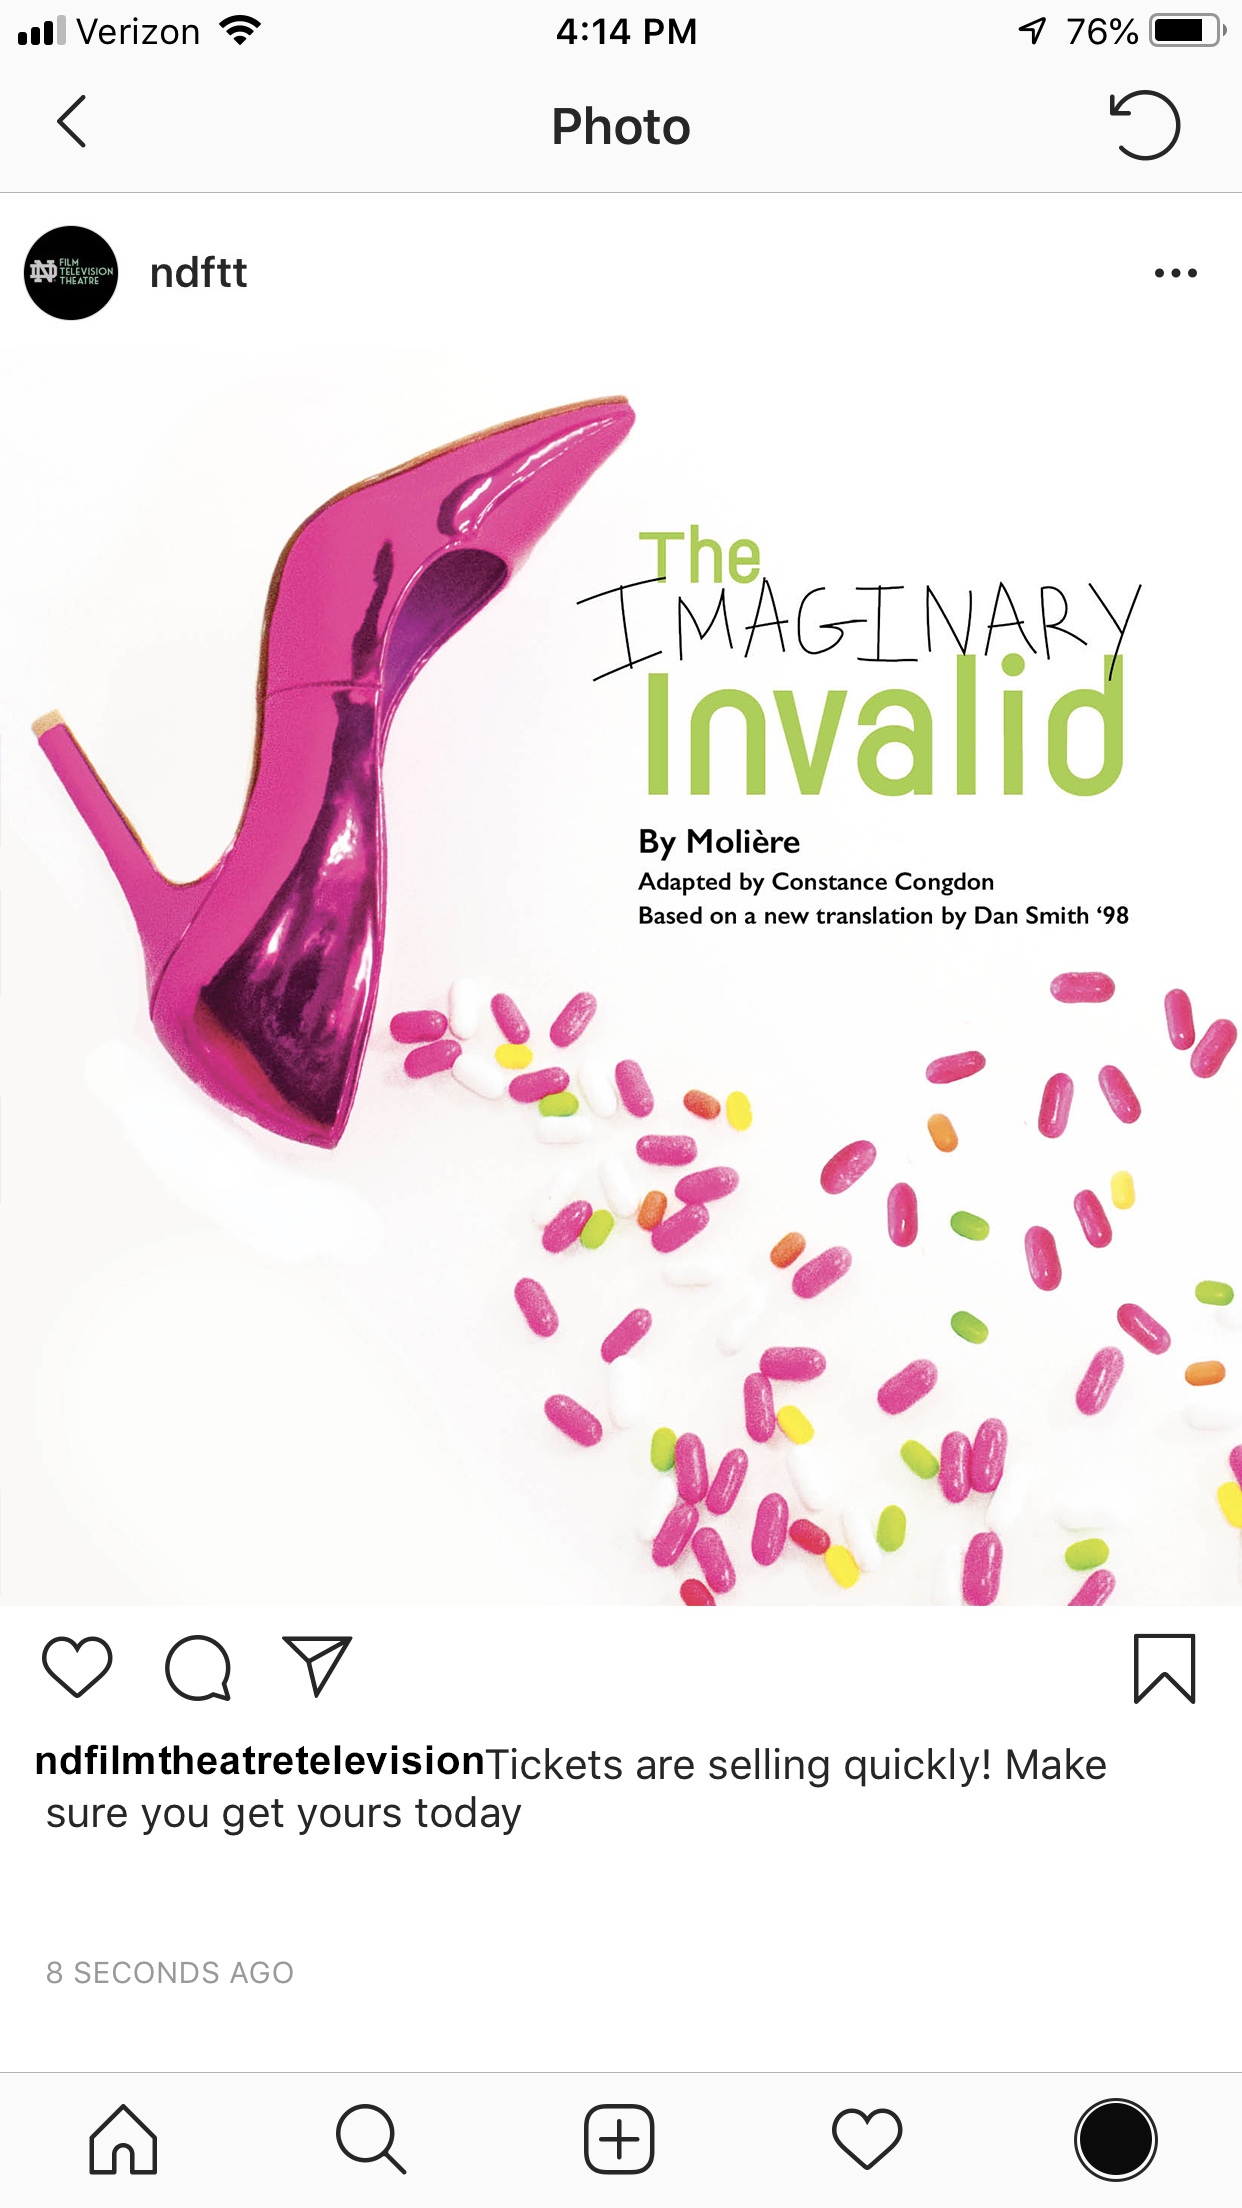 Verizon 4:14 PM 76%
Photo
ND FILM
TELEVISION
THEATRE
ndftt
The
IMAGINARY
Invalid
By Molière
Adapted by Constance Congdon
Based on a new translation by Dan Smith ‘98
ndfilmtheatretelevisionTickets are selling quickly! Make
sure you get yours today
8 SECONDS AGO